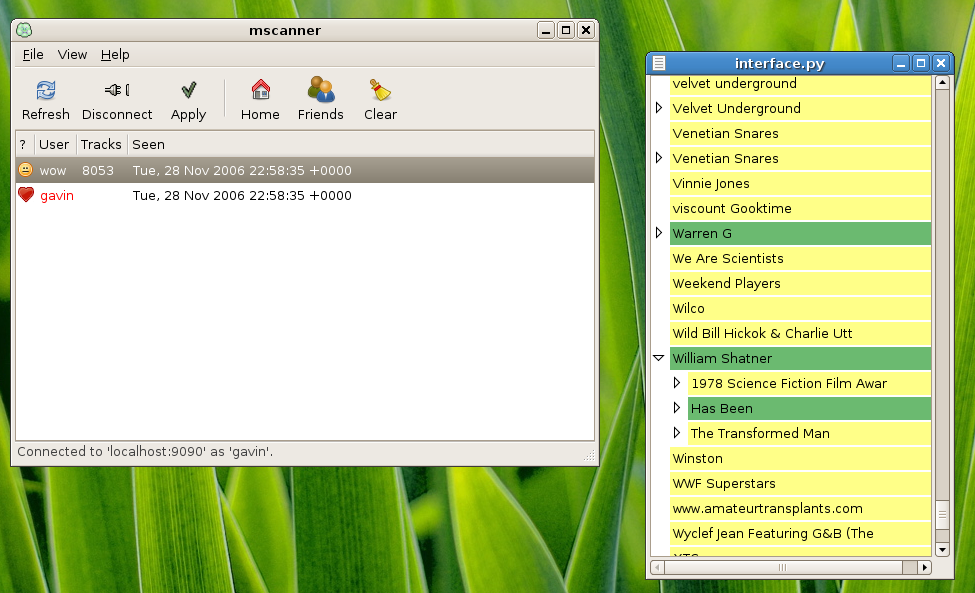 mscanner
File View Help
Refresh Disconnect Apply Home Friends Clear
? User Tracks Seen
wow 8053 Tue, 28 Nov 2006 22:58:35 +0000
gavin Tue, 28 Nov 2006 22:58:35 +0000
Connected to 'localhost:9090' as 'gavin'.
interface.py
velvet underground
Velvet Underground
Venetian Snares
Venetian Snares
Vinnie Jones
viscount Gooktime
Warren G
We Are Scientists
Weekend Players
Wilco
Wild Bill Hickok & Charlie Utt
William Shatner
1978 Science Fiction Film Awar
Has Been
The Transformed Man
Winston
WWF Superstars
www.amateurtransplants.com
Wyclef Jean Featuring G&B (The